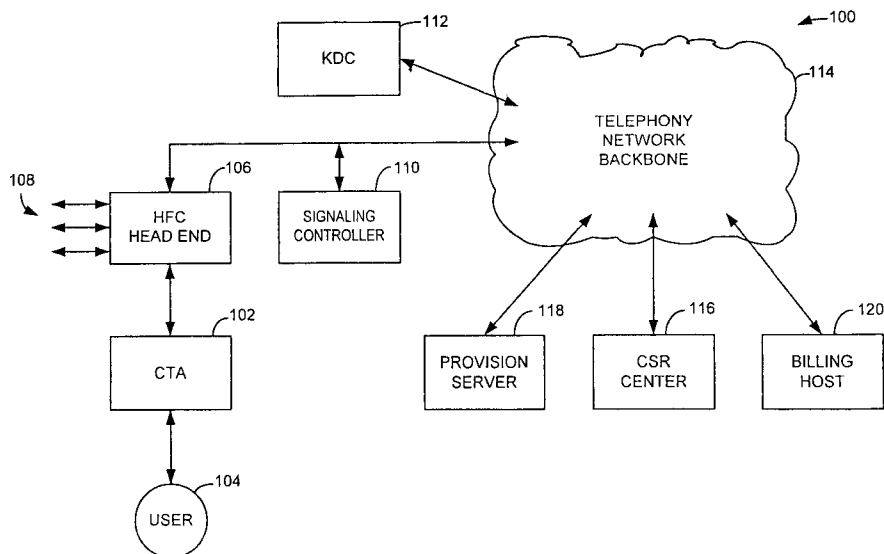 100
112
KDC
114
TELEPHONY
NETWORK
BACKBONE
106
110
108
HFC
HEAD END
SIGNALING
CONTROLLER
102
CTA
118
PROVISION
SERVER
116
CSR
CENTER
120
BILLING
HOST
104
USER